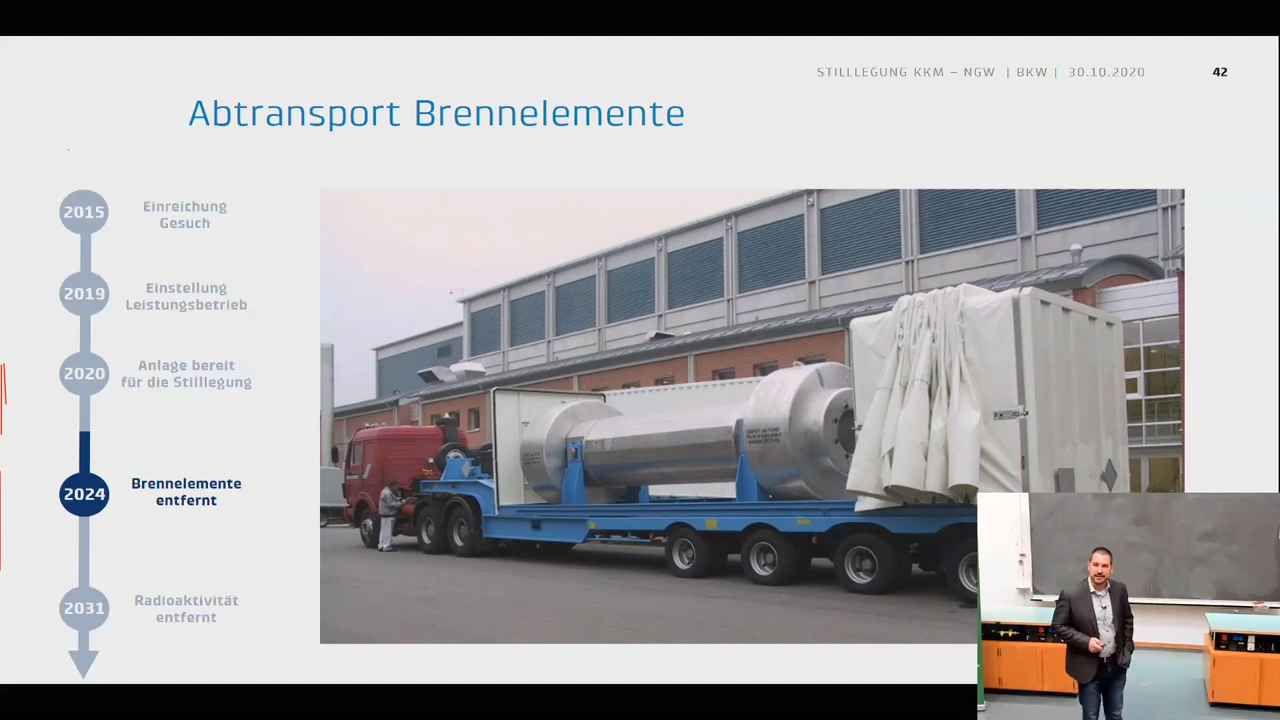 STILLLEGUNG KKM – NGW | BKW | 30.10.2020 42
Abtransport Brennelemente
2015 Einreichung
Gesuch
2019 Einstellung
Leistungsbetrieb
2020 Anlage bereit
für die Stilllegung
2024 Brennelemente
entfernt
2031 Radioaktivität
entfernt